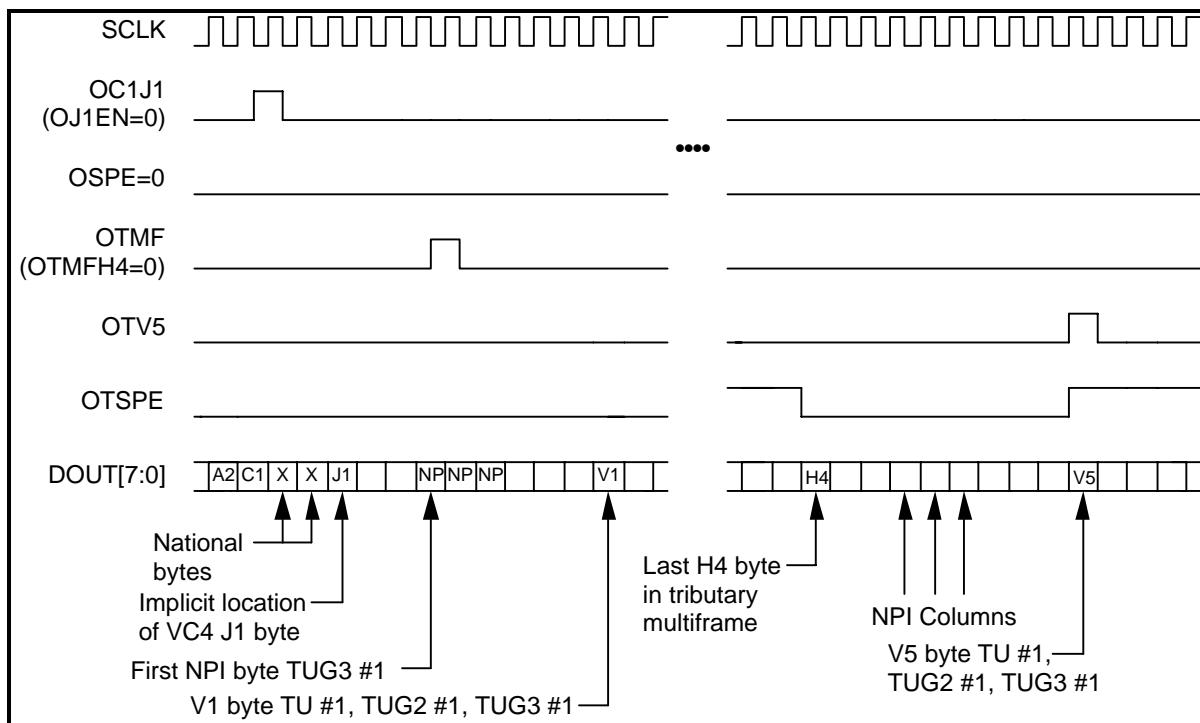 SCLK
OC1J1
(OJ1EN=0)
OSPE=0
OTMF
(OTMFH4=0)
OTV5
OTSPE
DOUT[7:0]
A2 C1 X X J1 NP NP NP V1 H4 V5
National
bytes
Implicit location
of VC4 J1 byte
First NPI byte TUG3 #1
V1 byte TU #1, TUG2 #1, TUG3 #1
Last H4 byte
in tributary
multiframe
NPI Columns
V5 byte TU #1,
TUG2 #1, TUG3 #1